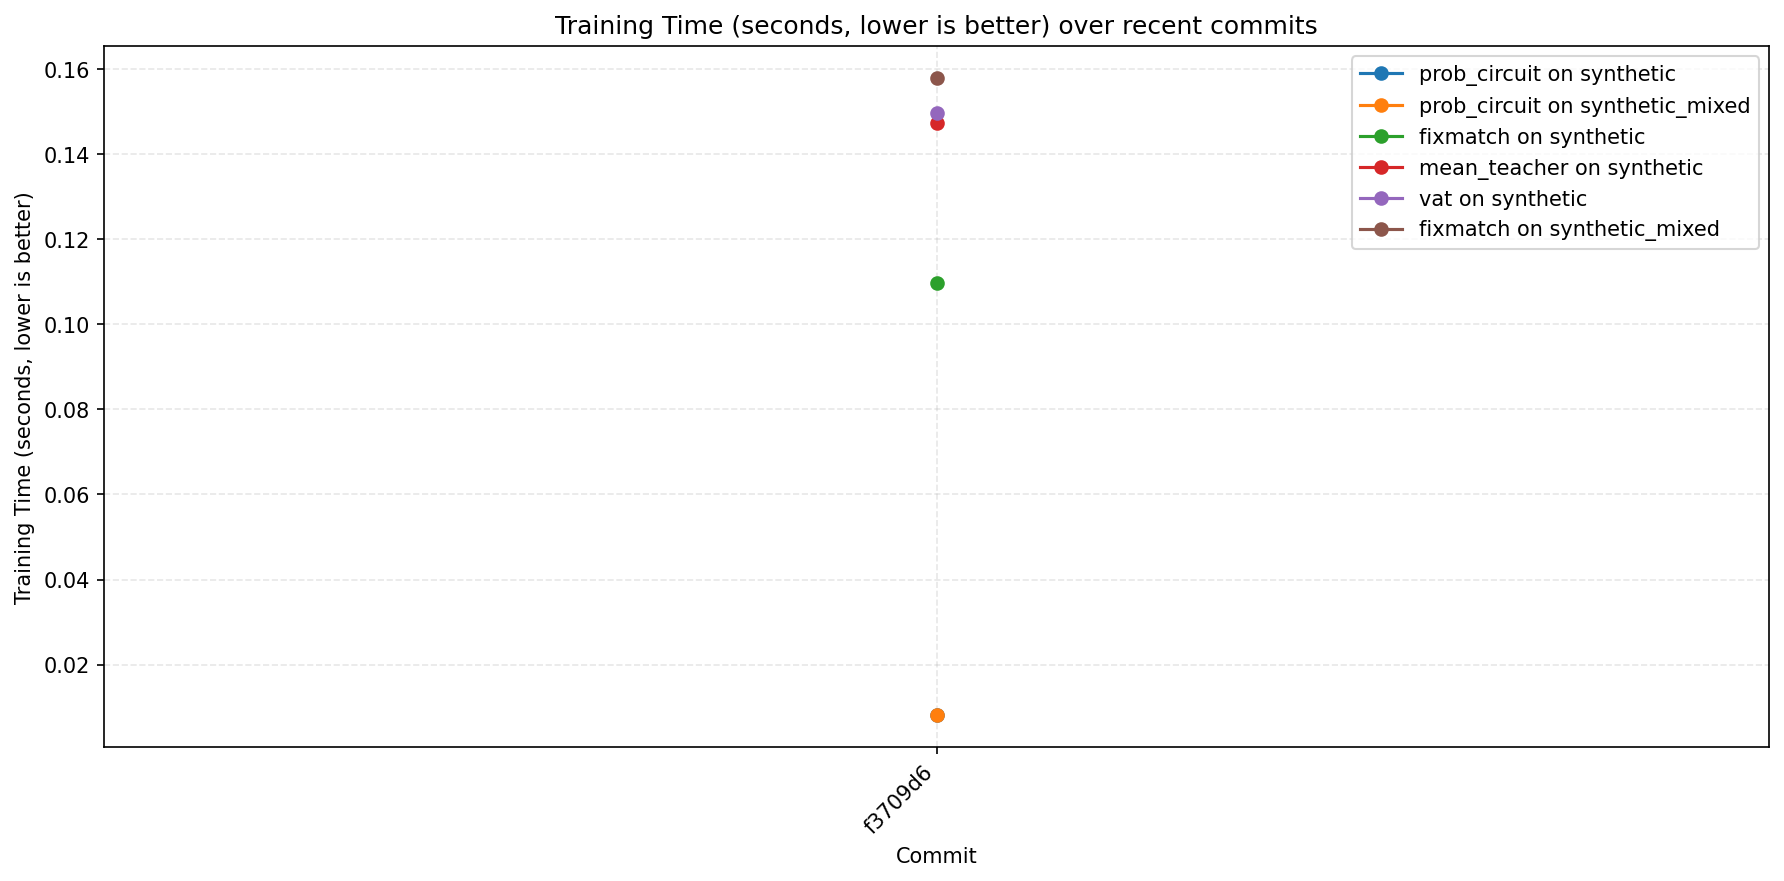 Training Time (seconds, lower is better) over recent commits
Training Time (seconds, lower is better)
0.16
0.14
0.12
0.10
0.08
0.06
0.04
0.02
prob_circuit on synthetic
prob_circuit on synthetic_mixed
fixmatch on synthetic
mean_teacher on synthetic
vat on synthetic
fixmatch on synthetic_mixed
f3709d6
Commit